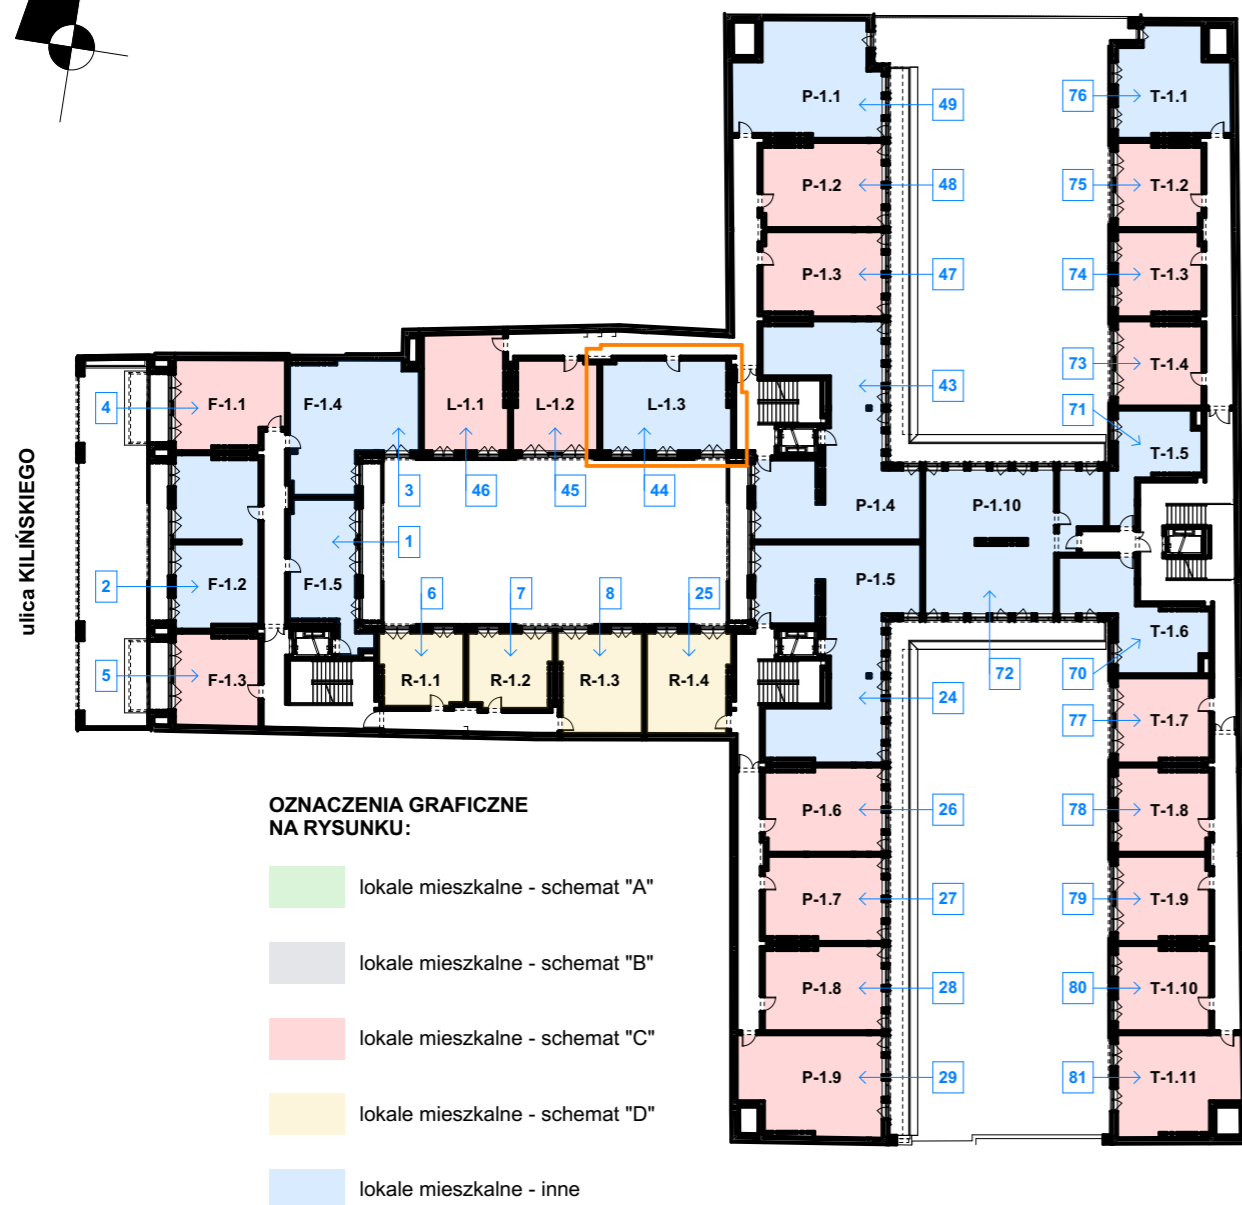 P-1.1
49
76
T-1.1
P-1.2
48
75
T-1.2
P-1.3
47
74
T-1.3
43
73
T-1.4
71
T-1.5
4
F-1.1
F-1.4
L-1.1
L-1.2
L-1.3
3
46
45
44
P-1.4
P-1.10
ulica KILIŃSKIEGO
1
2
F-1.2
F-1.5
6
7
8
25
P-1.5
T-1.6
5
F-1.3
R-1.1
R-1.2
R-1.3
R-1.4
24
72
70
77
T-1.7
P-1.6
26
78
T-1.8
P-1.7
27
79
T-1.9
P-1.8
28
80
T-1.10
P-1.9
29
81
T-1.11
OZNACZENIA GRAFICZNE
NA RYSUNKU:
lokale mieszkalne - schemat "A"
lokale mieszkalne - schemat "B"
lokale mieszkalne - schemat "C"
lokale mieszkalne - schemat "D"
lokale mieszkalne - inne